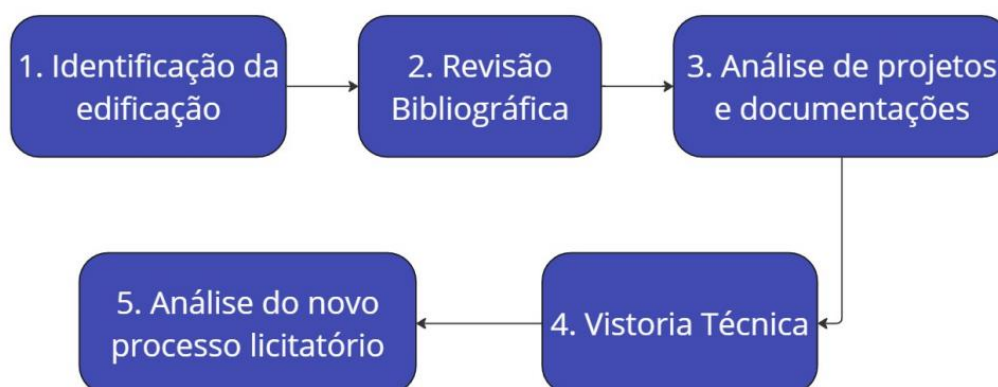 1. Identificação da
edificação
2. Revisão
Bibliográfica
3. Análise de projetos
e documentações
4. Vistoria Técnica
5. Análise do novo
processo licitatório